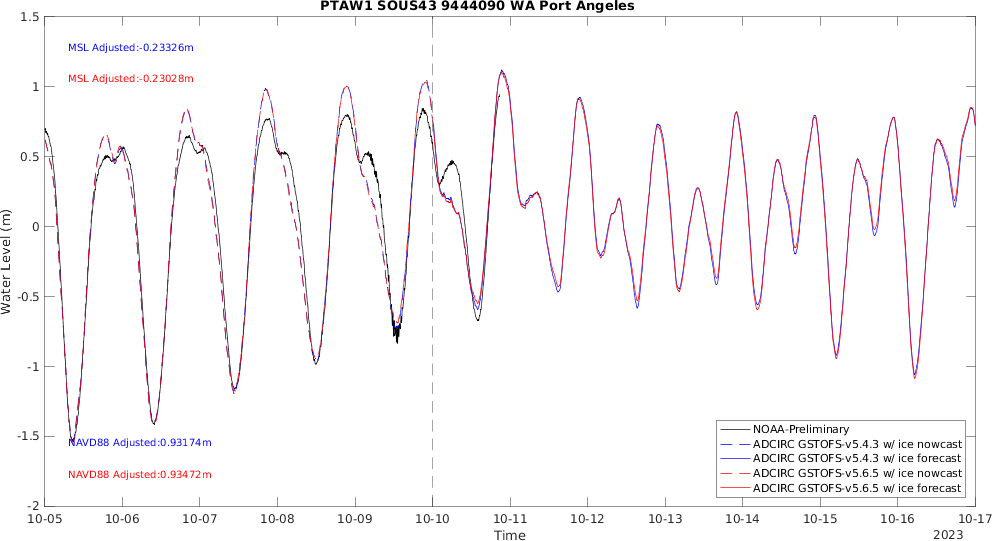 PTAW1 SOUS43 9444090 WA Port Angeles
1.5
1
0.5
0
-0.5
-1
-1.5
-2
Water Level (m)
MSL Adjusted:-0.23326m
MSL Adjusted:-0.23028m
NAVD88 Adjusted:0.93174m
NAVD88 Adjusted:0.93472m
NOAA-Preliminary
ADCIRC GSTOFS-v5.4.3 w/ ice nowcast
ADCIRC GSTOFS-v5.4.3 w/ ice forecast
ADCIRC GSTOFS-v5.6.5 w/ ice nowcast
ADCIRC GSTOFS-v5.6.5 w/ ice forecast
10-05 10-06 10-07 10-08 10-09 10-10 10-11 10-12 10-13 10-14 10-15 10-16 10-17
Time
2023